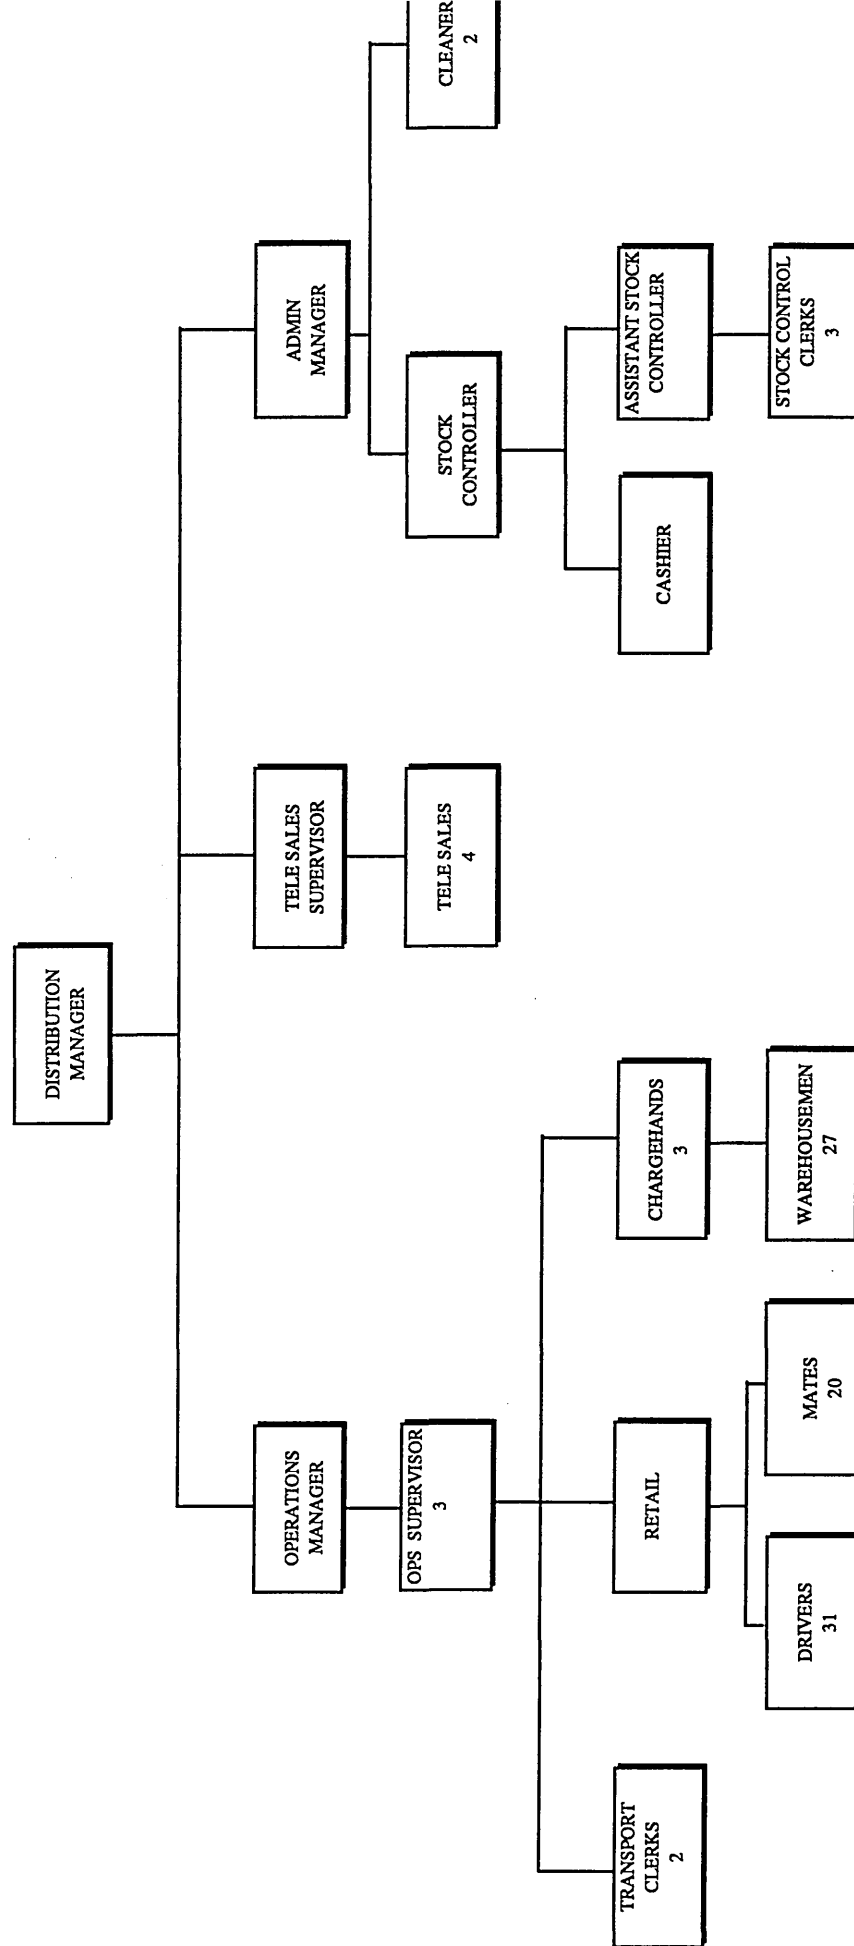 DISTRIBUTION
MANAGER
OPERATIONS
MANAGER
TELE SALES
SUPERVISOR
ADMIN
MANAGER
OPS SUPERVISOR
3
TELE SALES
4
STOCK
CONTROLLER
CLEANER
2
TRANSPORT
CLERKS
2
RETAIL
CHARGEHANDS
3
CASHIER
ASSISTANT STOCK
CONTROLLER
DRIVERS
31
MATES
20
WAREHOUSEMEN
27
STOCK CONTROL
CLERKS
3